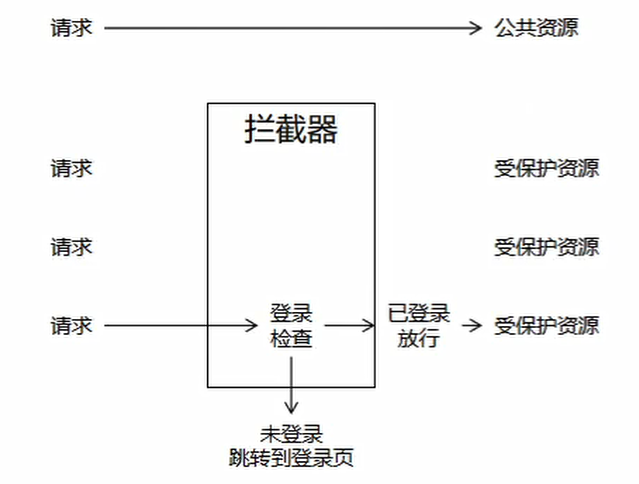 请求 公共资源
拦截器
请求 受保护资源
请求 受保护资源
请求 登录 检查 已登录 放行 受保护资源
未登录
跳转到登录页